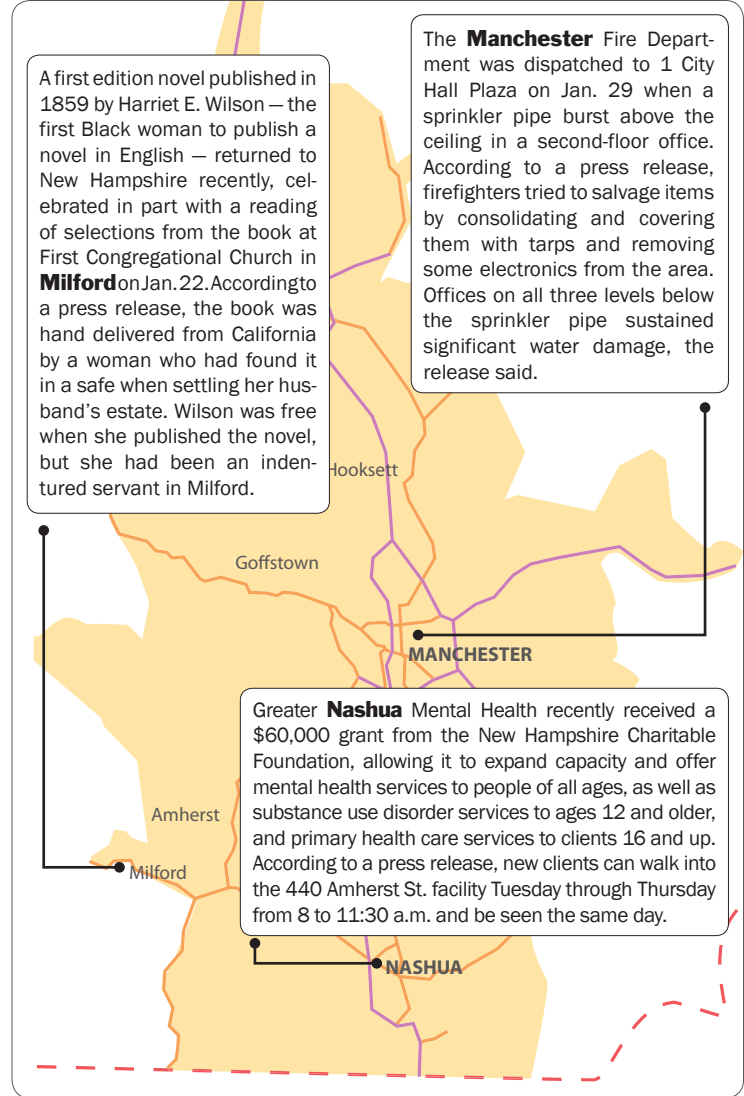 A first edition novel published in
1859 by Harriet E. Wilson — the
first Black woman to publish a
novel in English — returned to
New Hampshire recently, cel-
ebrated in part with a reading
of selections from the book at
First Congregational Church in
Milford on Jan. 22. According to
a press release, the book was
hand delivered from California
by a woman who had found it
in a safe when settling her hus-
band’s estate. Wilson was free
when she published the novel,
but she had been an inden-
tured servant in Milford.
The Manchester Fire Depart-
ment was dispatched to 1 City
Hall Plaza on Jan. 29 when a
sprinkler pipe burst above the
ceiling in a second-floor office.
According to a press release,
firefighters tried to salvage items
by consolidating and covering
them with tarps and removing
some electronics from the area.
Offices on all three levels below
the sprinkler pipe sustained
significant water damage, the
release said.
Hooksett
Goffstown
MANCHESTER
Greater Nashua Mental Health recently received a
$60,000 grant from the New Hampshire Charitable
Foundation, allowing it to expand capacity and offer
mental health services to people of all ages, as well as
substance use disorder services to ages 12 and older,
and primary health care services to clients 16 and up.
According to a press release, new clients can walk into
the 440 Amherst St. facility Tuesday through Thursday
from 8 to 11:30 a.m. and be seen the same day.
Amherst
Milford
NASHUA